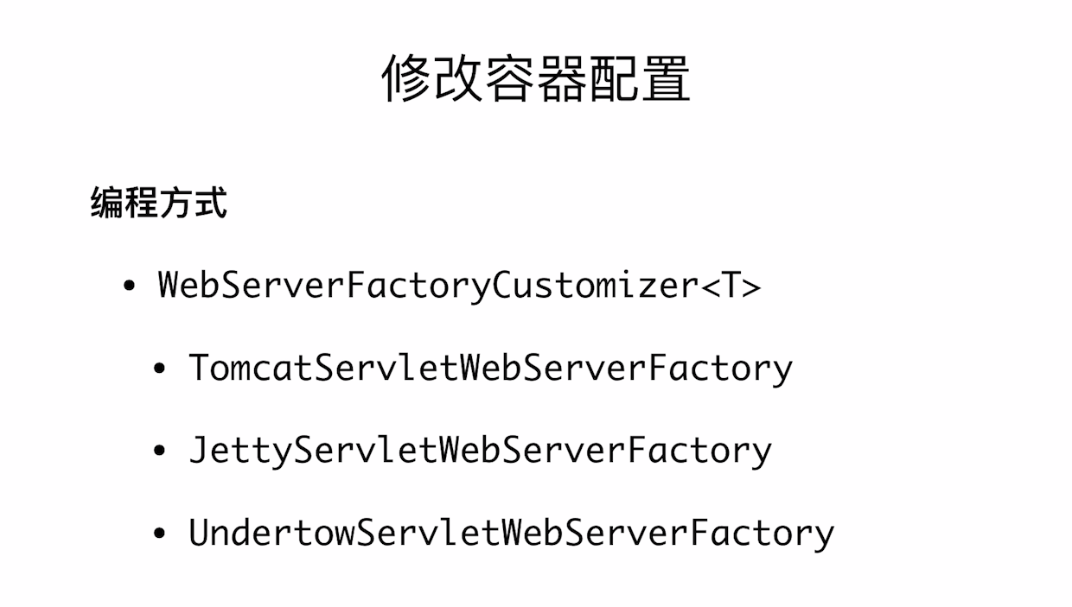 修改容器配置
编程方式
• WebServerFactoryCustomizer<T>
• TomcatServletWebServerFactory
• JettyServletWebServerFactory
• UndertowServletWebServerFactory